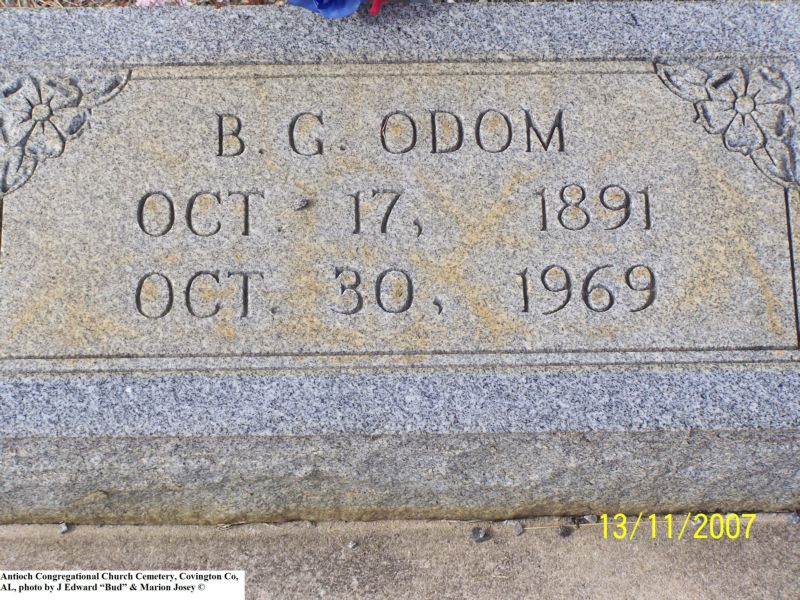 B. G. ODOM
OCT. 17, 1891
OCT. 30, 1969
13/11/2007
Antioch Congregational Church Cemetery, Covington Co,
AL, photo by J Edward “Bud” & Marion Josey ©